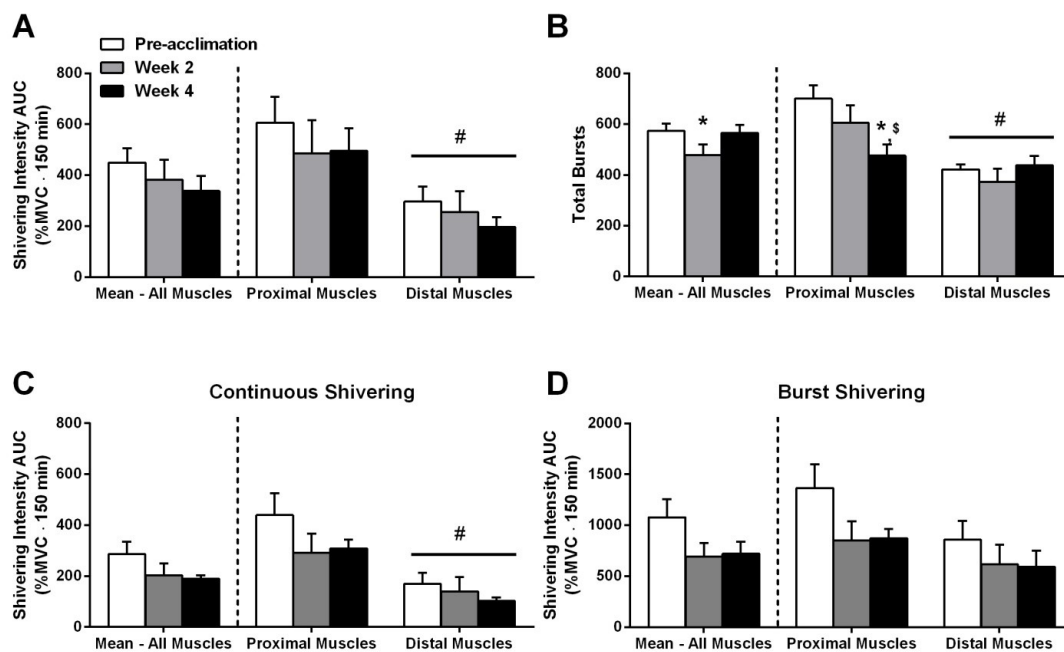 A
Pre-acclimation
Week 2
Week 4
Shivering Intensity AUC
(%MVC · 150 min)
800
600
400
200
0
#
Mean - All Muscles
Proximal Muscles
Distal Muscles
B
Total Bursts
800
600
400
200
0
*
*,$
#
Mean - All Muscles
Proximal Muscles
Distal Muscles
C
Continuous Shivering
Shivering Intensity AUC
(%MVC · 150 min)
800
600
400
200
0
#
Mean - All Muscles
Proximal Muscles
Distal Muscles
D
Burst Shivering
Shivering Intensity AUC
(%MVC · 150 min)
2000
1500
1000
500
0
Mean - All Muscles
Proximal Muscles
Distal Muscles